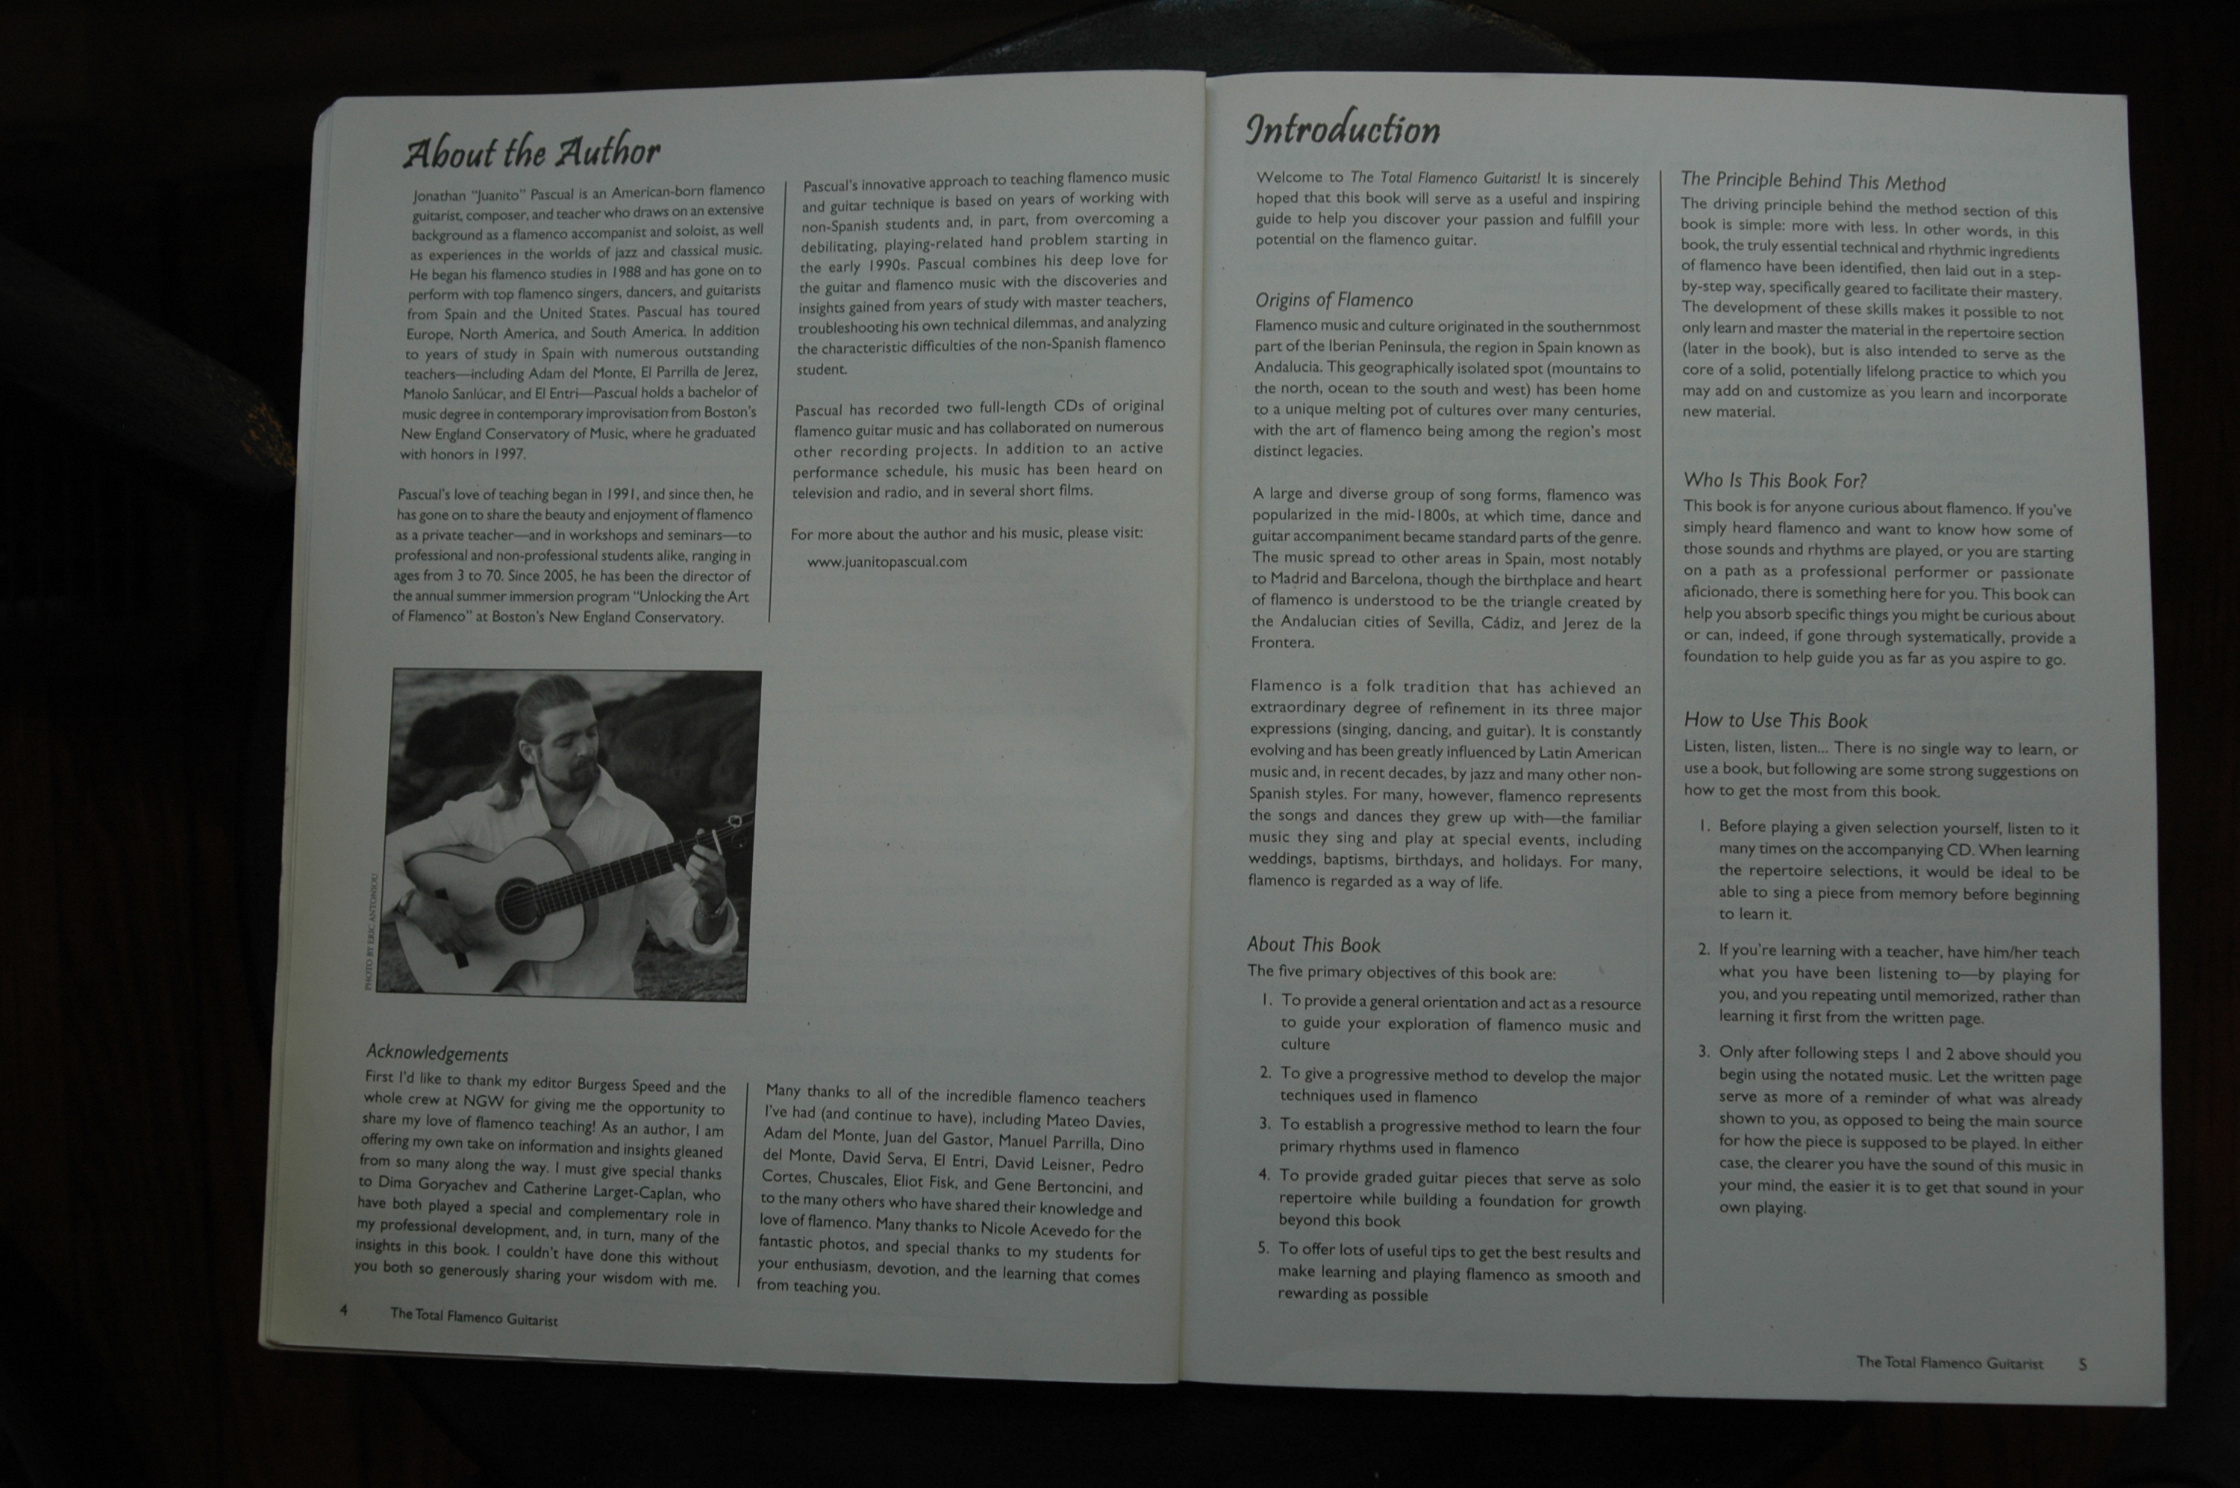 About the Author
Jonathan "Juanito" Pascual is an American-born flamenco
guitarist, composer, and teacher who draws on an extensive
background as a flamenco accompanist and soloist, as well
as experiences in the worlds of jazz and classical music.
He began his flamenco studies in 1988 and has gone on to
perform with top flamenco singers, dancers, and guitarists
from Spain and the United States. Pascual has toured
Europe, North America, and South America. In addition
to years of study in Spain with numerous outstanding
teachers—including Adam del Monte, El Parrilla de Jerez,
Manolo Sanlúcar, and El Entri—Pascual holds a bachelor of
music degree in contemporary improvisation from Boston's
New England Conservatory of Music, where he graduated
with honors in 1997.
Pascual's love of teaching began in 1991, and since then, he
has gone on to share the beauty and enjoyment of flamenco
as a private teacher—and in workshops and seminars—to
professional and non-professional students alike, ranging in
ages from 3 to 70. Since 2005, he has been the director of
the annual summer immersion program "Unlocking the Art
of Flamenco" at Boston's New England Conservatory.
Pascual's innovative approach to teaching flamenco music
and guitar technique is based on years of working with
non-Spanish students and, in part, from overcoming a
debilitating, playing-related hand problem starting in
the early 1990s. Pascual combines his deep love for
the guitar and flamenco music with the discoveries and
insights gained from years of study with master teachers,
troubleshooting his own technical dilemmas, and analyzing
the characteristic difficulties of the non-Spanish flamenco
student.
Pascual has recorded two full-length CDs of original
flamenco guitar music and has collaborated on numerous
other recording projects. In addition to an active
performance schedule, his music has been heard on
television and radio, and in several short films.
For more about the author and his music, please visit:
www.juanitopascual.com
PHOTO BY ERIC ANTONIOU
Acknowledgements
First I'd like to thank my editor Burgess Speed and the
whole crew at NGW for giving me the opportunity to
share my love of flamenco teaching! As an author, I am
offering my own take on information and insights gleaned
from so many along the way. I must give special thanks
to Dima Goryachev and Catherine Larget-Caplan, who
have both played a special and complementary role in
my professional development, and, in turn, many of the
insights in this book. I couldn't have done this without
you both so generously sharing your wisdom with me.
Many thanks to all of the incredible flamenco teachers
I've had (and continue to have), including Mateo Davies,
Adam del Monte, Juan del Gastor, Manuel Parrilla, Dino
del Monte, David Serva, El Entri, David Leisner, Pedro
Cortes, Chuscales, Eliot Fisk, and Gene Bertoncini, and
to the many others who have shared their knowledge and
love of flamenco. Many thanks to Nicole Acevedo for the
fantastic photos, and special thanks to my students for
your enthusiasm, devotion, and the learning that comes
from teaching you.
4 The Total Flamenco Guitarist
Introduction
Welcome to The Total Flamenco Guitarist! It is sincerely
hoped that this book will serve as a useful and inspiring
guide to help you discover your passion and fulfill your
potential on the flamenco guitar.
Origins of Flamenco
Flamenco music and culture originated in the southernmost
part of the Iberian Peninsula, the region in Spain known as
Andalucia. This geographically isolated spot (mountains to
the north, ocean to the south and west) has been home
to a unique melting pot of cultures over many centuries,
with the art of flamenco being among the region's most
distinct legacies.
A large and diverse group of song forms, flamenco was
popularized in the mid-1800s, at which time, dance and
guitar accompaniment became standard parts of the genre.
The music spread to other areas in Spain, most notably
to Madrid and Barcelona, though the birthplace and heart
of flamenco is understood to be the triangle created by
the Andalucian cities of Sevilla, Cádiz, and Jerez de la
Frontera.
Flamenco is a folk tradition that has achieved an
extraordinary degree of refinement in its three major
expressions (singing, dancing, and guitar). It is constantly
evolving and has been greatly influenced by Latin American
music and, in recent decades, by jazz and many other non-
Spanish styles. For many, however, flamenco represents
the songs and dances they grew up with—the familiar
music they sing and play at special events, including
weddings, baptisms, birthdays, and holidays. For many,
flamenco is regarded as a way of life.
About This Book
The five primary objectives of this book are:
1. To provide a general orientation and act as a resource
to guide your exploration of flamenco music and
culture
2. To give a progressive method to develop the major
techniques used in flamenco
3. To establish a progressive method to learn the four
primary rhythms used in flamenco
4. To provide graded guitar pieces that serve as solo
repertoire while building a foundation for growth
beyond this book
5. To offer lots of useful tips to get the best results and
make learning and playing flamenco as smooth and
rewarding as possible
The Principle Behind This Method
The driving principle behind the method section of this
book is simple: more with less. In other words, in this
book, the truly essential technical and rhythmic ingredients
of flamenco have been identified, then laid out in a step-
by-step way, specifically geared to facilitate their mastery.
The development of these skills makes it possible to not
only learn and master the material in the repertoire section
(later in the book), but is also intended to serve as the
core of a solid, potentially lifelong practice to which you
may add on and customize as you learn and incorporate
new material.
Who Is This Book For?
This book is for anyone curious about flamenco. If you've
simply heard flamenco and want to know how some of
those sounds and rhythms are played, or you are starting
on a path as a professional performer or passionate
aficionado, there is something here for you. This book can
help you absorb specific things you might be curious about
or can, indeed, if gone through systematically, provide a
foundation to help guide you as far as you aspire to go.
How to Use This Book
Listen, listen, listen... There is no single way to learn, or
use a book, but following are some strong suggestions on
how to get the most from this book.
1. Before playing a given selection yourself, listen to it
many times on the accompanying CD. When learning
the repertoire selections, it would be ideal to be
able to sing a piece from memory before beginning
to learn it.
2. If you're learning with a teacher, have him/her teach
what you have been listening to—by playing for
you, and you repeating until memorized, rather than
learning it first from the written page.
3. Only after following steps 1 and 2 above should you
begin using the notated music. Let the written page
serve as more of a reminder of what was already
shown to you, as opposed to being the main source
for how the piece is supposed to be played. In either
case, the clearer you have the sound of this music in
your mind, the easier it is to get that sound in your
own playing.
The Total Flamenco Guitarist 5